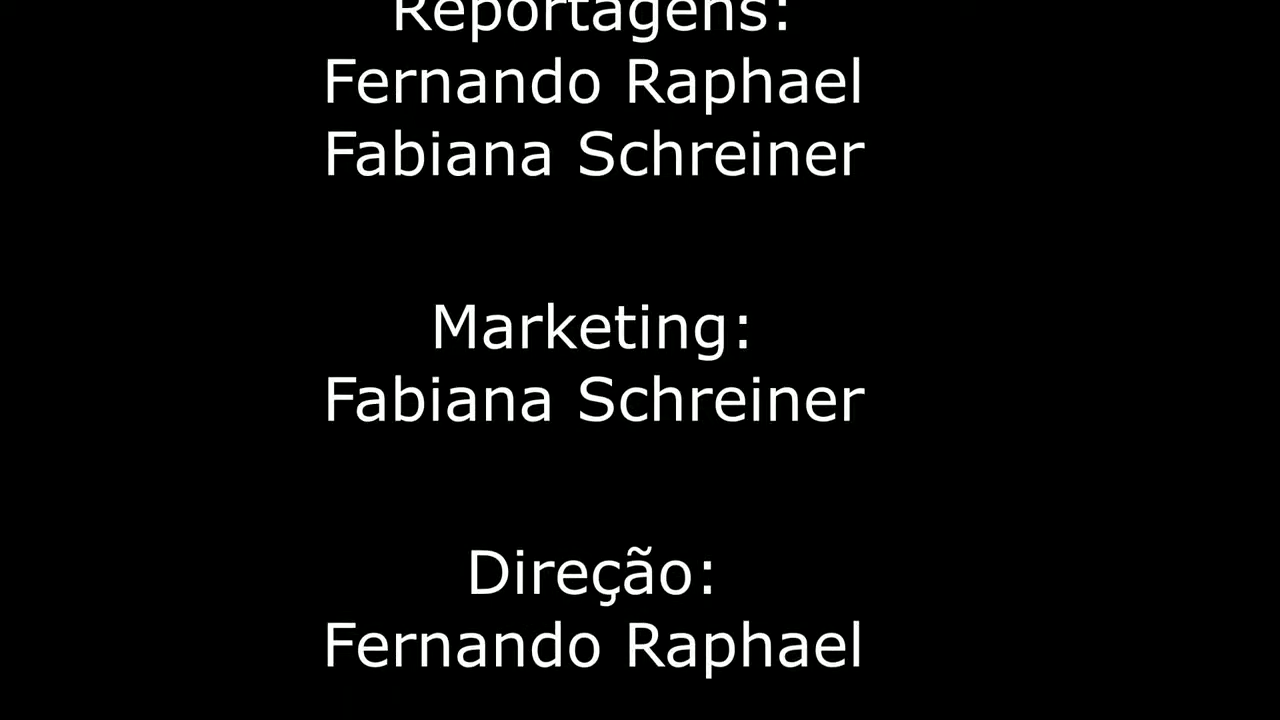 Reportagens:
Fernando Raphael
Fabiana Schreiner
Marketing:
Fabiana Schreiner
Direção:
Fernando Raphael